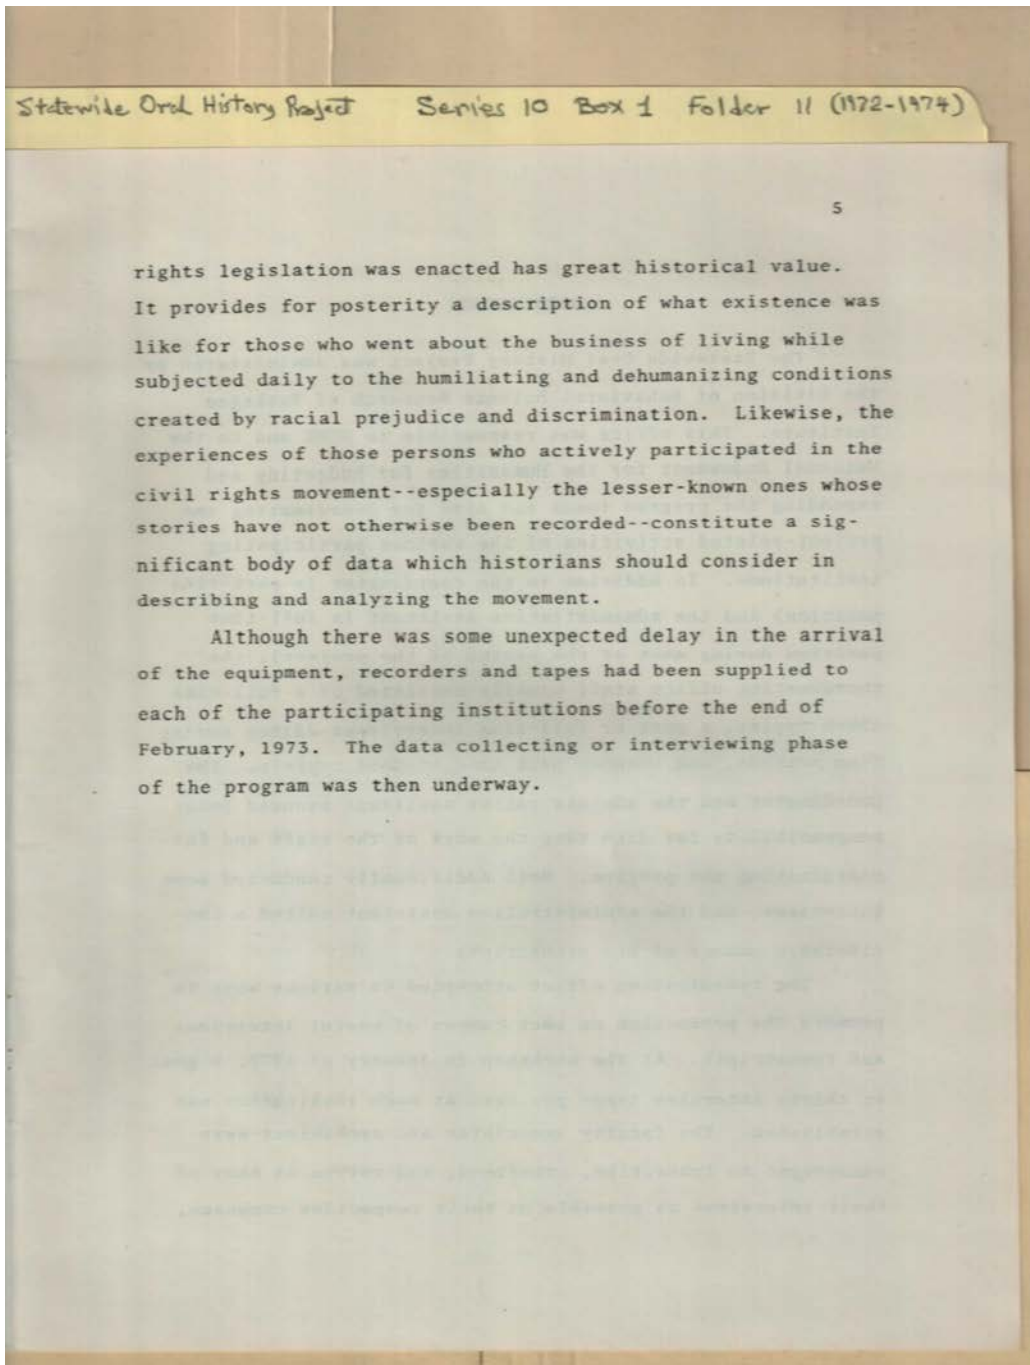 Statewide Oral History Project Series 10 Box 1 Folder 11 (1972-1974)
5
rights legislation was enacted has great historical value.
It provides for posterity a description of what existence was
like for those who went about the business of living while
subjected daily to the humiliating and dehumanizing conditions
created by racial prejudice and discrimination. Likewise, the
experiences of those persons who actively participated in the
civil rights movement--especially the lesser-known ones whose
stories have not otherwise been recorded--constitute a sig-
nificant body of data which historians should consider in
describing and analyzing the movement.
Although there was some unexpected delay in the arrival
of the equipment, recorders and tapes had been supplied to
each of the participating institutions before the end of
February, 1973. The data collecting or interviewing phase
of the program was then underway.